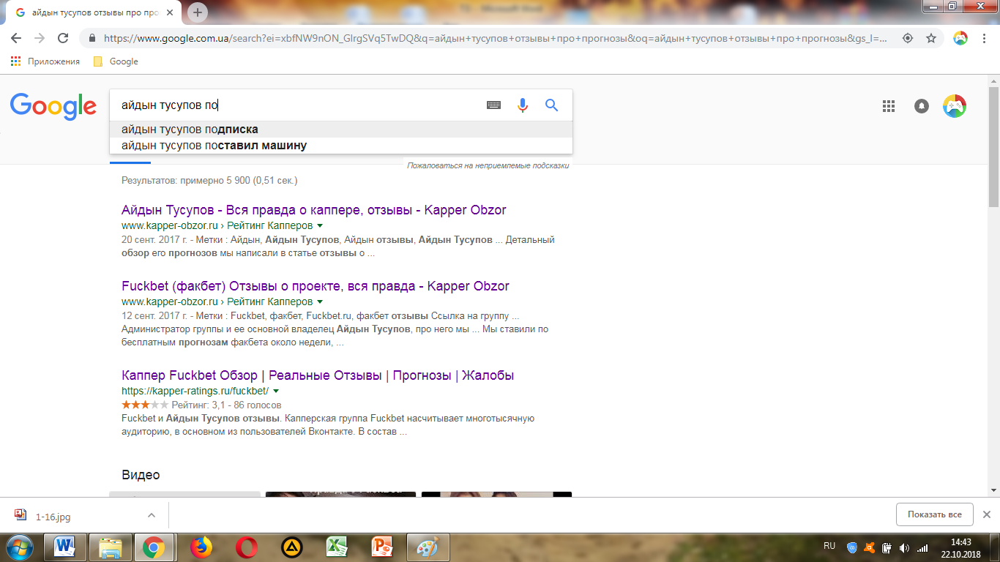 айдын тусупов отзывы про про
ТЗ - Microsoft Word
https://www.google.com.ua/search?ei=xbfNW9nON_GlrgSVq5TwDQ&q=айдын+тусупов+отзывы+про+прогнозы&oq=айдын+тусупов+отзывы+про+прогнозы&gs_l=...
Приложения Google
Google
айдын тусупов по
айдын тусупов подписка
айдын тусупов поставил машину
Пожаловаться на неприемлемые подсказки
Результатов: примерно 5 900 (0,51 сек.)
Айдын Тусупов - Вся правда о каппере, отзывы - Kapper Obzor
www.kapper-obzor.ru › Рейтинг Капперов
20 сент. 2017 г. - Метки : Айдын, Айдын Тусупов, Айдын отзывы, Айдын Тусупов ... Детальный
обзор его прогнозов мы написали в статье отзывы о ...
Fuckbet (факбет) Отзывы о проекте, вся правда - Kapper Obzor
www.kapper-obzor.ru › Рейтинг Капперов
12 сент. 2017 г. - Метки : Fuckbet, факбет, Fuckbet.ru, факбет отзывы Ссылка на группу ...
Администратор группы и ее основной владелец Айдын Тусупов, про него мы ... Мы ставили по
бесплатным прогнозам факбета около недели, ...
Каппер Fuckbet Обзор | Реальные Отзывы | Прогнозы | Жалобы
https://kapper-ratings.ru/fuckbet/
Рейтинг: 3,1 - 86 голосов
Fuckbet и Айдын Тусупов отзывы. Капперская группа Fuckbet насчитывает многотысячную
аудиторию, в основном из пользователей Вконтакте. В состав ...
Видео
1-16.jpg
Показать все
RU
14:43
22.10.2018